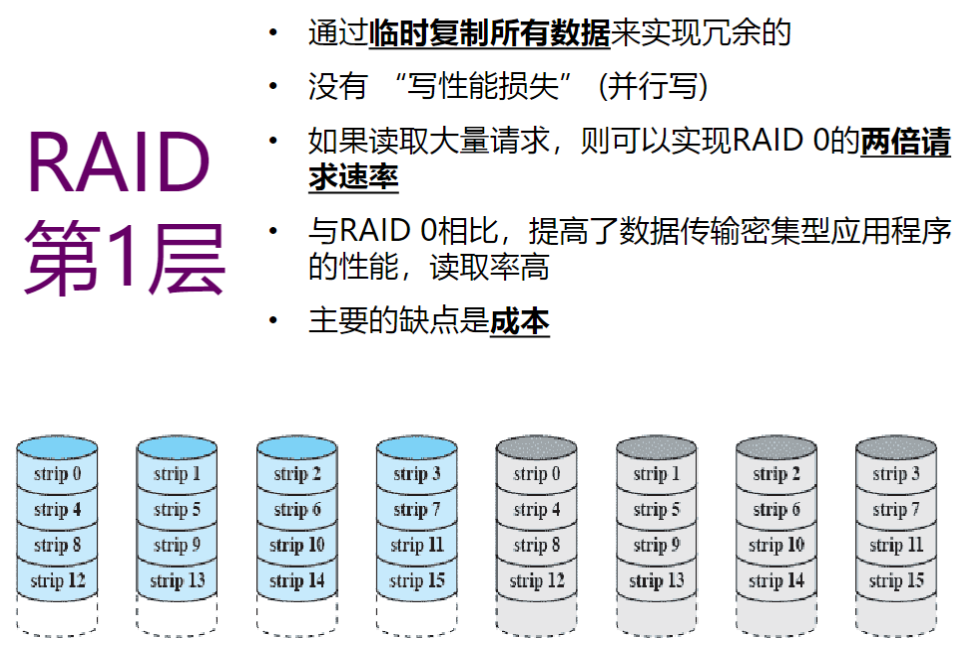 RAID
第1层
• 通过临时复制所有数据来实现冗余的
• 没有 “写性能损失” (并行写)
• 如果读取大量请求，则可以实现RAID 0的两倍请
求速率
• 与RAID 0相比，提高了数据传输密集型应用程序
的性能，读取率高
• 主要的缺点是成本
strip 0 strip 1 strip 2 strip 3 strip 0 strip 1 strip 2 strip 3
strip 4 strip 5 strip 6 strip 7 strip 4 strip 5 strip 6 strip 7
strip 8 strip 9 strip 10 strip 11 strip 8 strip 9 strip 10 strip 11
strip 12 strip 13 strip 14 strip 15 strip 12 strip 13 strip 14 strip 15